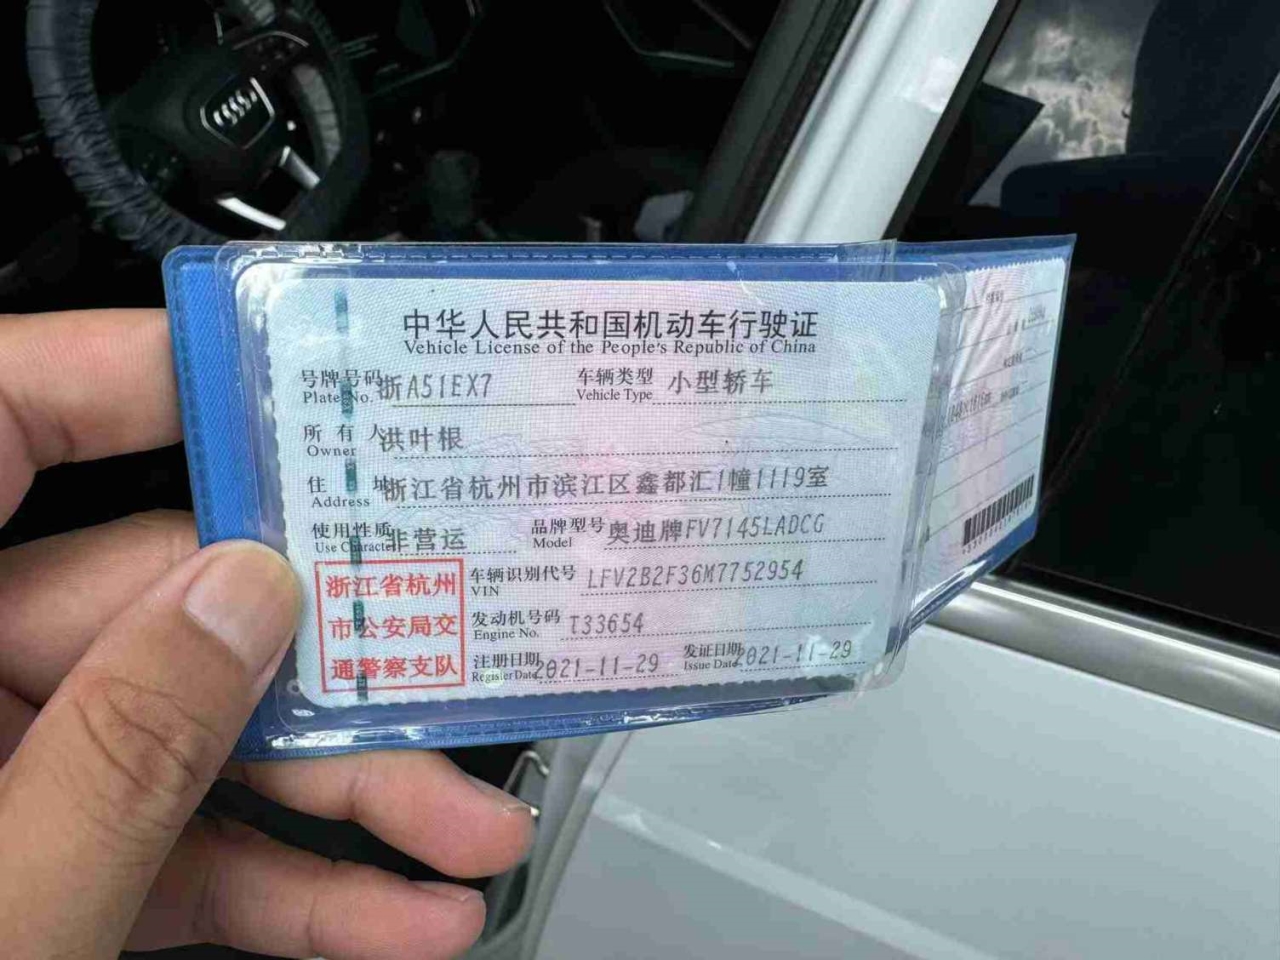 中华人民共和国机动车行驶证
Vehicle License of the People's Republic of China
号牌号码 浙A51EX7 车辆类型 小型轿车
Plate No. Vehicle Type
所有人 洪叶根
Owner
住址 浙江省杭州市滨江区鑫都汇1幢1119室
Address
使用性质 非营运 品牌型号 奥迪牌FV7145LADCG
Use Character Model
浙江省杭州
市公安局交
通警察支队
车辆识别代号 LFV2B2F36M7752954
VIN
发动机号码 T33654
Engine No.
注册日期 2021-11-29 发证日期 2021-11-29
Register Date Issue Date